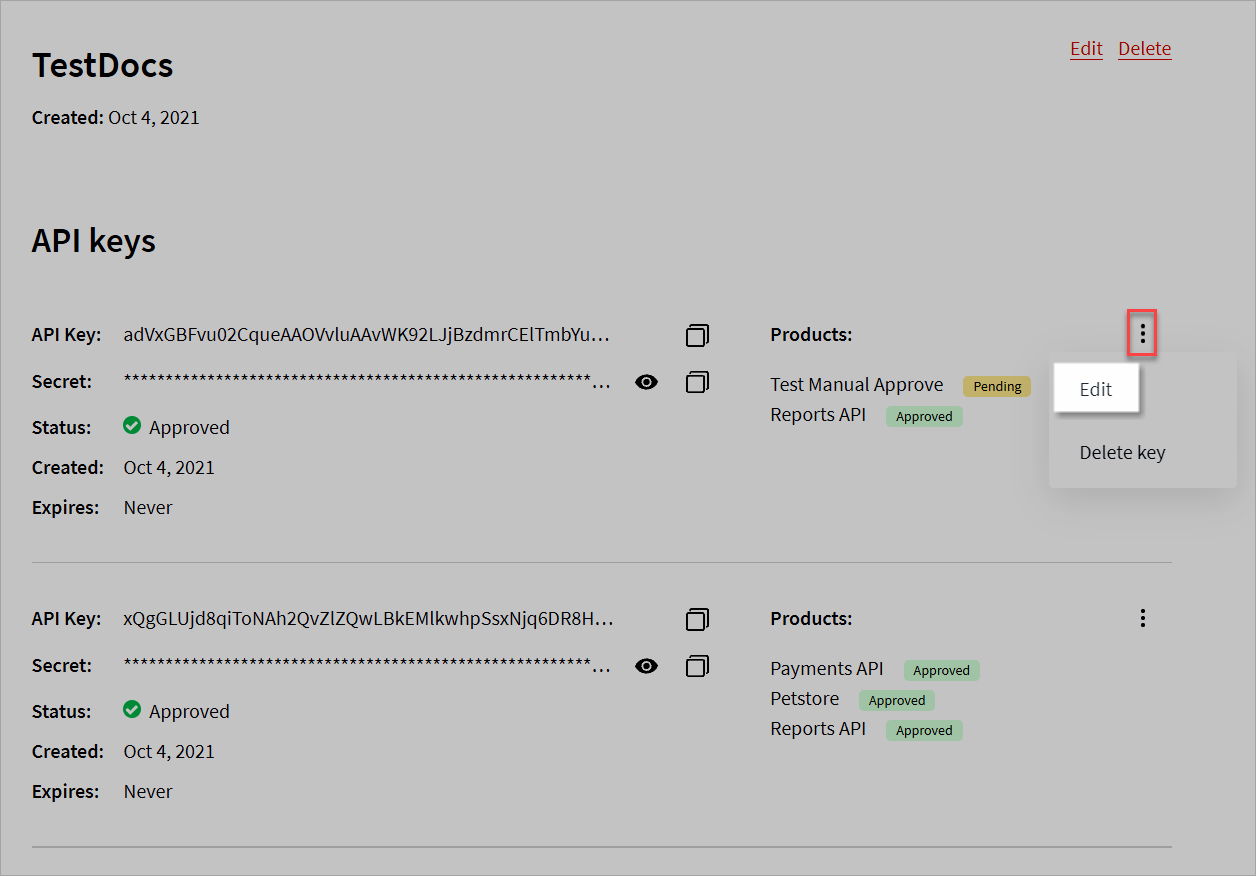 TestDocs
Edit Delete
Created: Oct 4, 2021
API keys
API Key: adVxGBFvu02CqueAAOVvluAAvWK92LJjBzdmrCElTmbYu...
Products:
Secret: ********************************************************...
Test Manual Approve Pending
Edit
Reports API Approved
Status: Approved
Delete key
Created: Oct 4, 2021
Expires: Never
API Key: xQgGLUjd8qiToNAh2QvZlZQwLBkEMlkwhpSsxNjq6DR8H...
Products:
Secret: ********************************************************...
Payments API Approved
Petstore Approved
Status: Approved
Reports API Approved
Created: Oct 4, 2021
Expires: Never